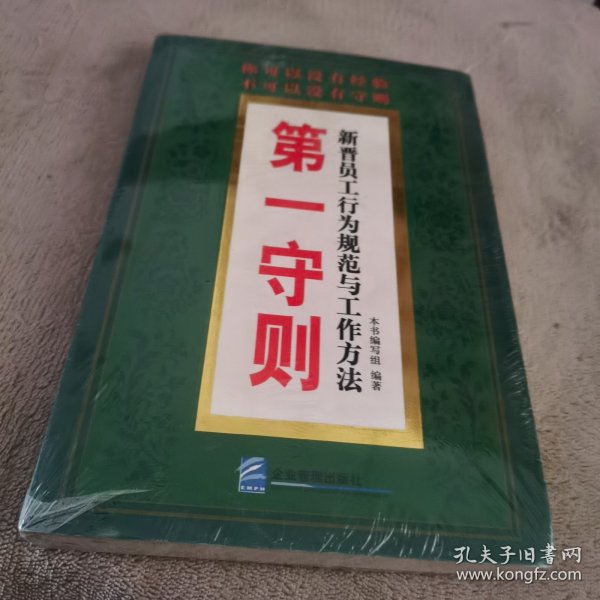 你可以没有经验
不可以没有守则
新晋员工行为规范与工作方法
第一守则
本书编写组 编著
EMPH
企业管理出版社
孔夫子旧书网
www.kongfz.com